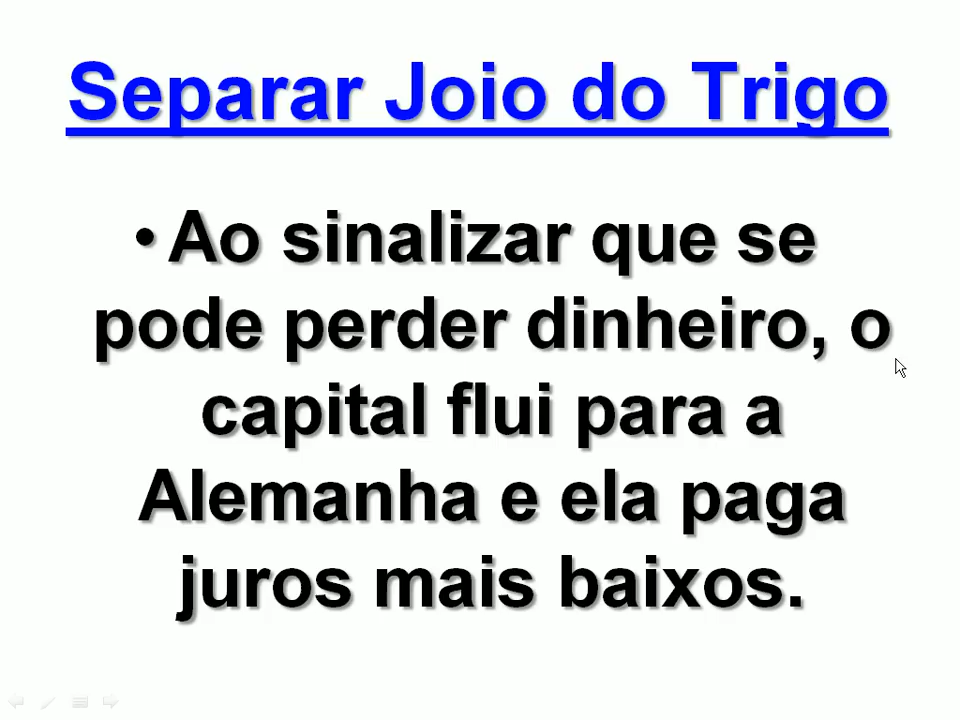 Separar Joio do Trigo
• Ao sinalizar que se
pode perder dinheiro, o
capital flui para a
Alemanha e ela paga
juros mais baixos.